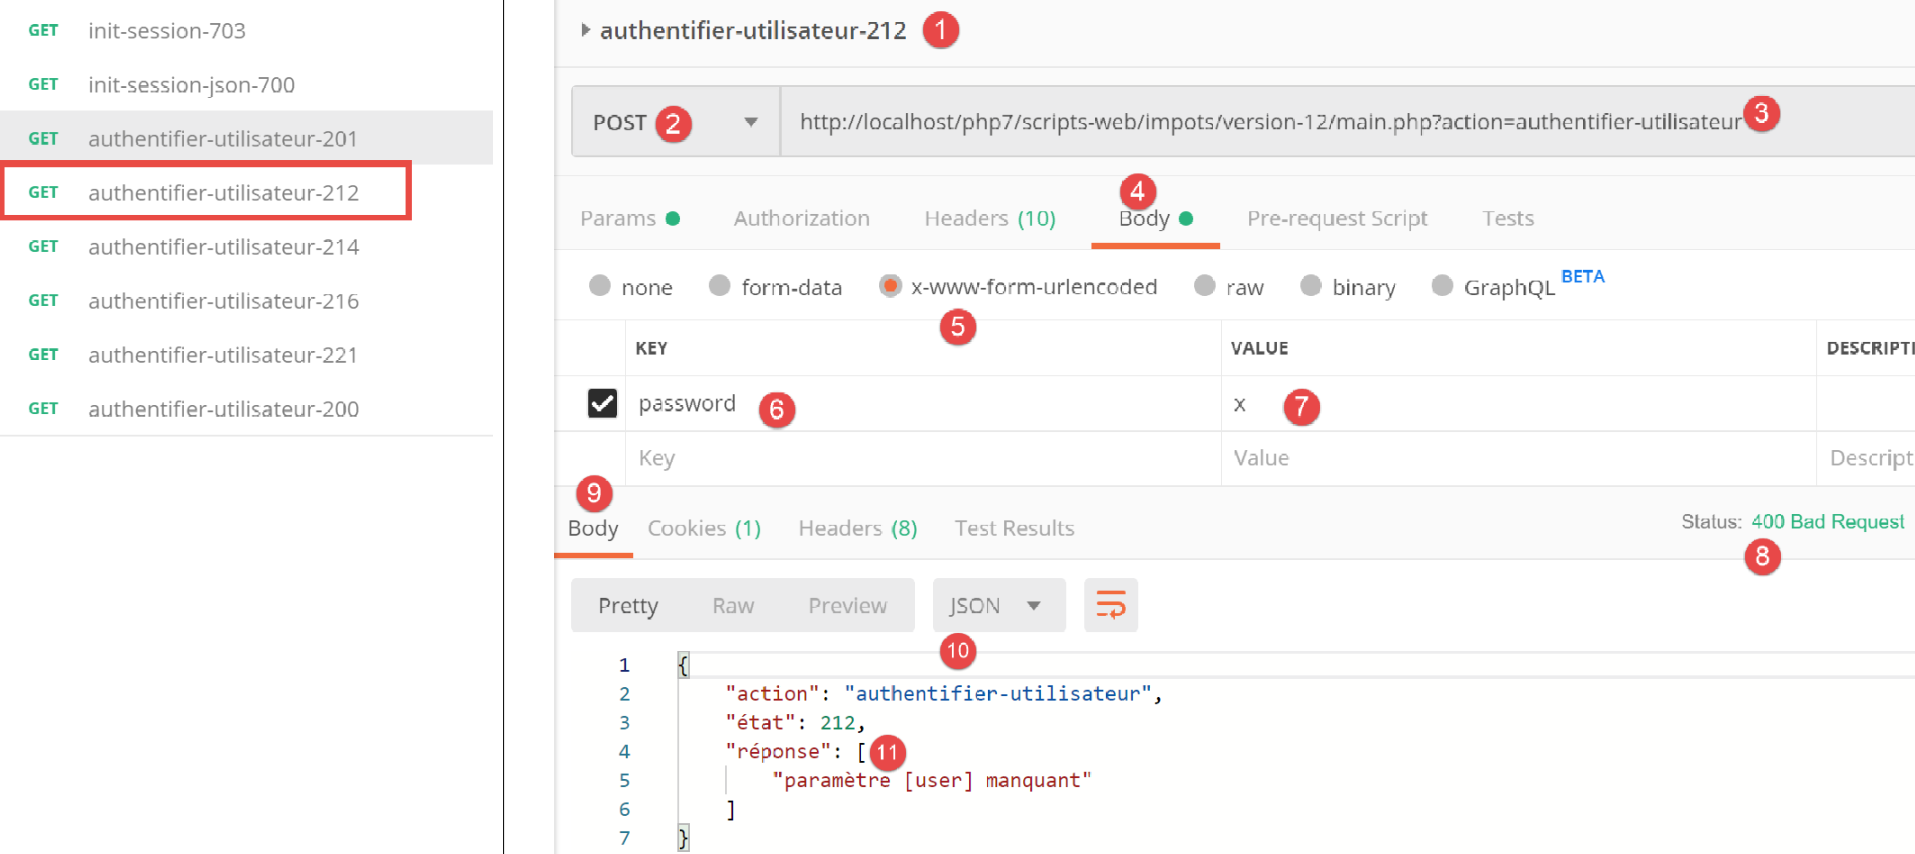 GET init-session-703
GET init-session-json-700
GET authentifier-utilisateur-201
GET authentifier-utilisateur-212
GET authentifier-utilisateur-214
GET authentifier-utilisateur-216
GET authentifier-utilisateur-221
GET authentifier-utilisateur-200
authentifier-utilisateur-212 1
POST 2 http://localhost/php7/scripts-web/impots/version-12/main.php?action=authentifier-utilisateur 3
4
Params Authorization Headers (10) Body Pre-request Script Tests
none form-data x-www-form-urlencoded raw binary GraphQL BETA
5
KEY VALUE DESCRIPTI
password 6 x 7
Key Value Descript
9
Body Cookies (1) Headers (8) Test Results Status: 400 Bad Request
8
Pretty Raw Preview JSON
10
1 {
2 "action": "authentifier-utilisateur",
3 "état": 212,
4 "réponse": [ 11
5 "paramètre [user] manquant"
6 ]
7 }